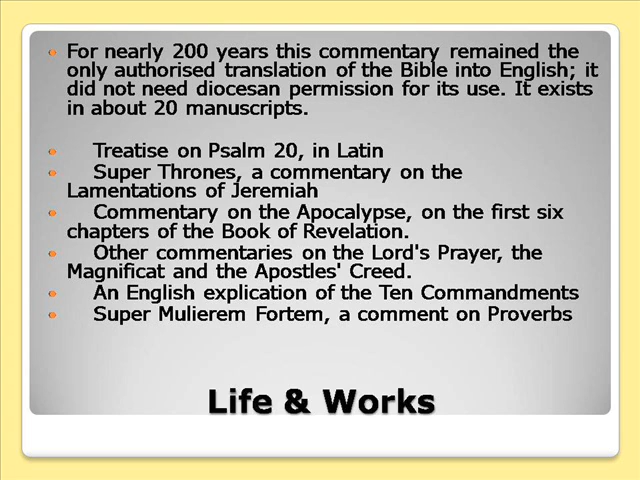 For nearly 200 years this commentary remained the
only authorised translation of the Bible into English; it
did not need diocesan permission for its use. It exists
in about 20 manuscripts.
Treatise on Psalm 20, in Latin
Super Thrones, a commentary on the
Lamentations of Jeremiah
Commentary on the Apocalypse, on the first six
chapters of the Book of Revelation.
Other commentaries on the Lord's Prayer, the
Magnificat and the Apostles' Creed.
An English explication of the Ten Commandments
Super Mulierem Fortem, a comment on Proverbs
Life & Works